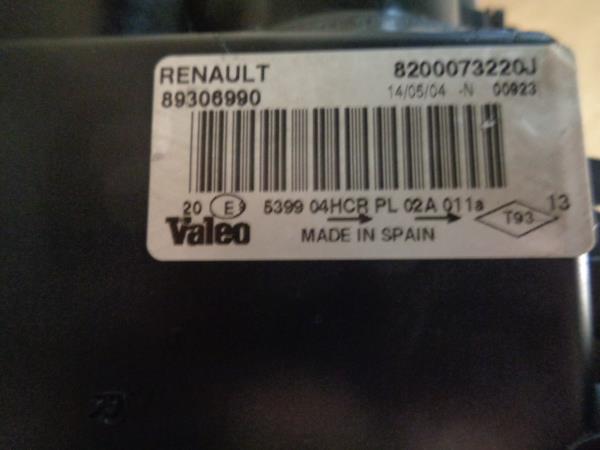 RENAULT 8200073220J
89306990 14/05/04 -N 00923
20 E9 5399 04HCR PL 02A 011a T93 13
Valeo MADE IN SPAIN